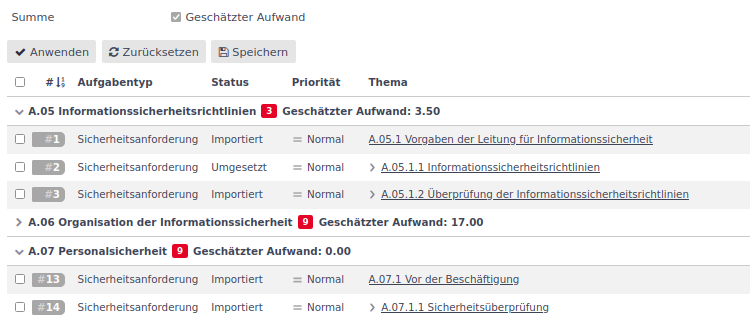 Summe Geschätzter Aufwand
Anwenden Zurücksetzen Speichern
# Aufgabentyp Status Priorität Thema
A.05 Informationssicherheitsrichtlinien 3 Geschätzter Aufwand: 3.50
#1 Sicherheitsanforderung Importiert Normal A.05.1 Vorgaben der Leitung für Informationssicherheit
#2 Sicherheitsanforderung Umgesetzt Normal A.05.1.1 Informationssicherheitsrichtlinien
#3 Sicherheitsanforderung Importiert Normal A.05.1.2 Überprüfung der Informationssicherheitsrichtlinien
A.06 Organisation der Informationssicherheit 9 Geschätzter Aufwand: 17.00
A.07 Personalsicherheit 9 Geschätzter Aufwand: 0.00
#13 Sicherheitsanforderung Importiert Normal A.07.1 Vor der Beschäftigung
#14 Sicherheitsanforderung Importiert Normal A.07.1.1 Sicherheitsüberprüfung